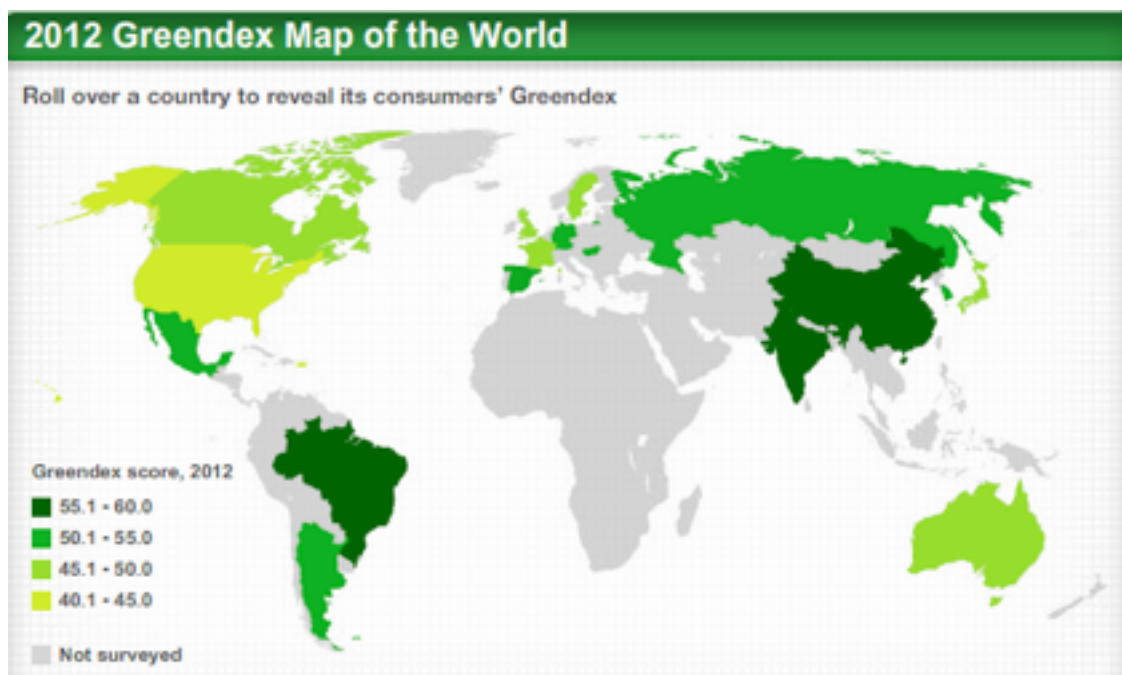 2012 Greendex Map of the World
Roll over a country to reveal its consumers’ Greendex
Greendex score, 2012
55.1 - 60.0
50.1 - 55.0
45.1 - 50.0
40.1 - 45.0
Not surveyed